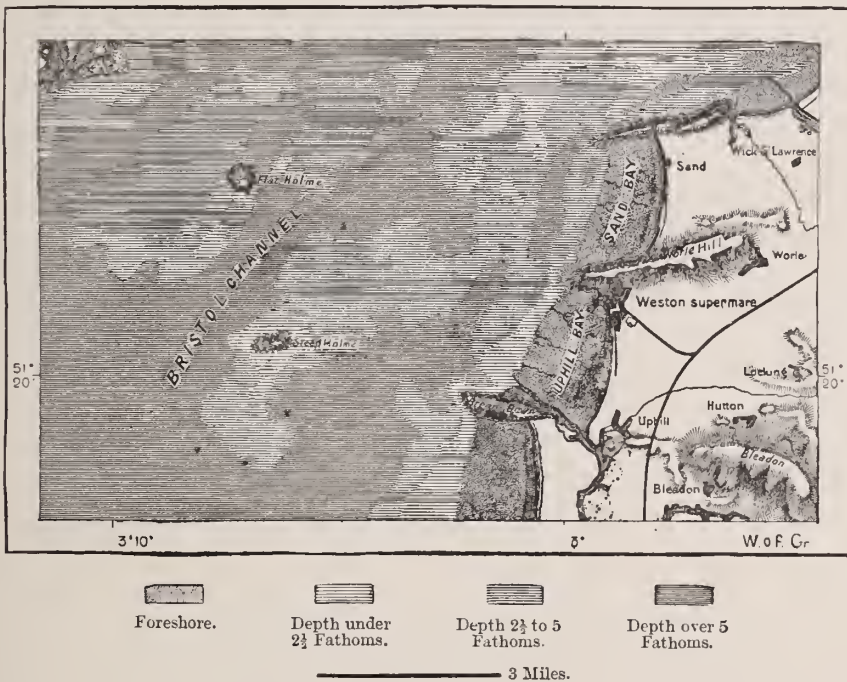 Flat Holme
Sand
Wick S. Lawrence
SAND BAY
BRISTOL CHANNEL
Worle Hill
Worle
Weston supermare
Steep Holme
UPHILL BAY
51°
20'
51°
20'
Hutton
Uphill
Bleadon
Bleadon
3°10'
3°
W. of. Gr
Foreshore.
Depth under
2½ Fathoms.
Depth 2½ to 5
Fathoms.
Depth over 5
Fathoms.
3 Miles.